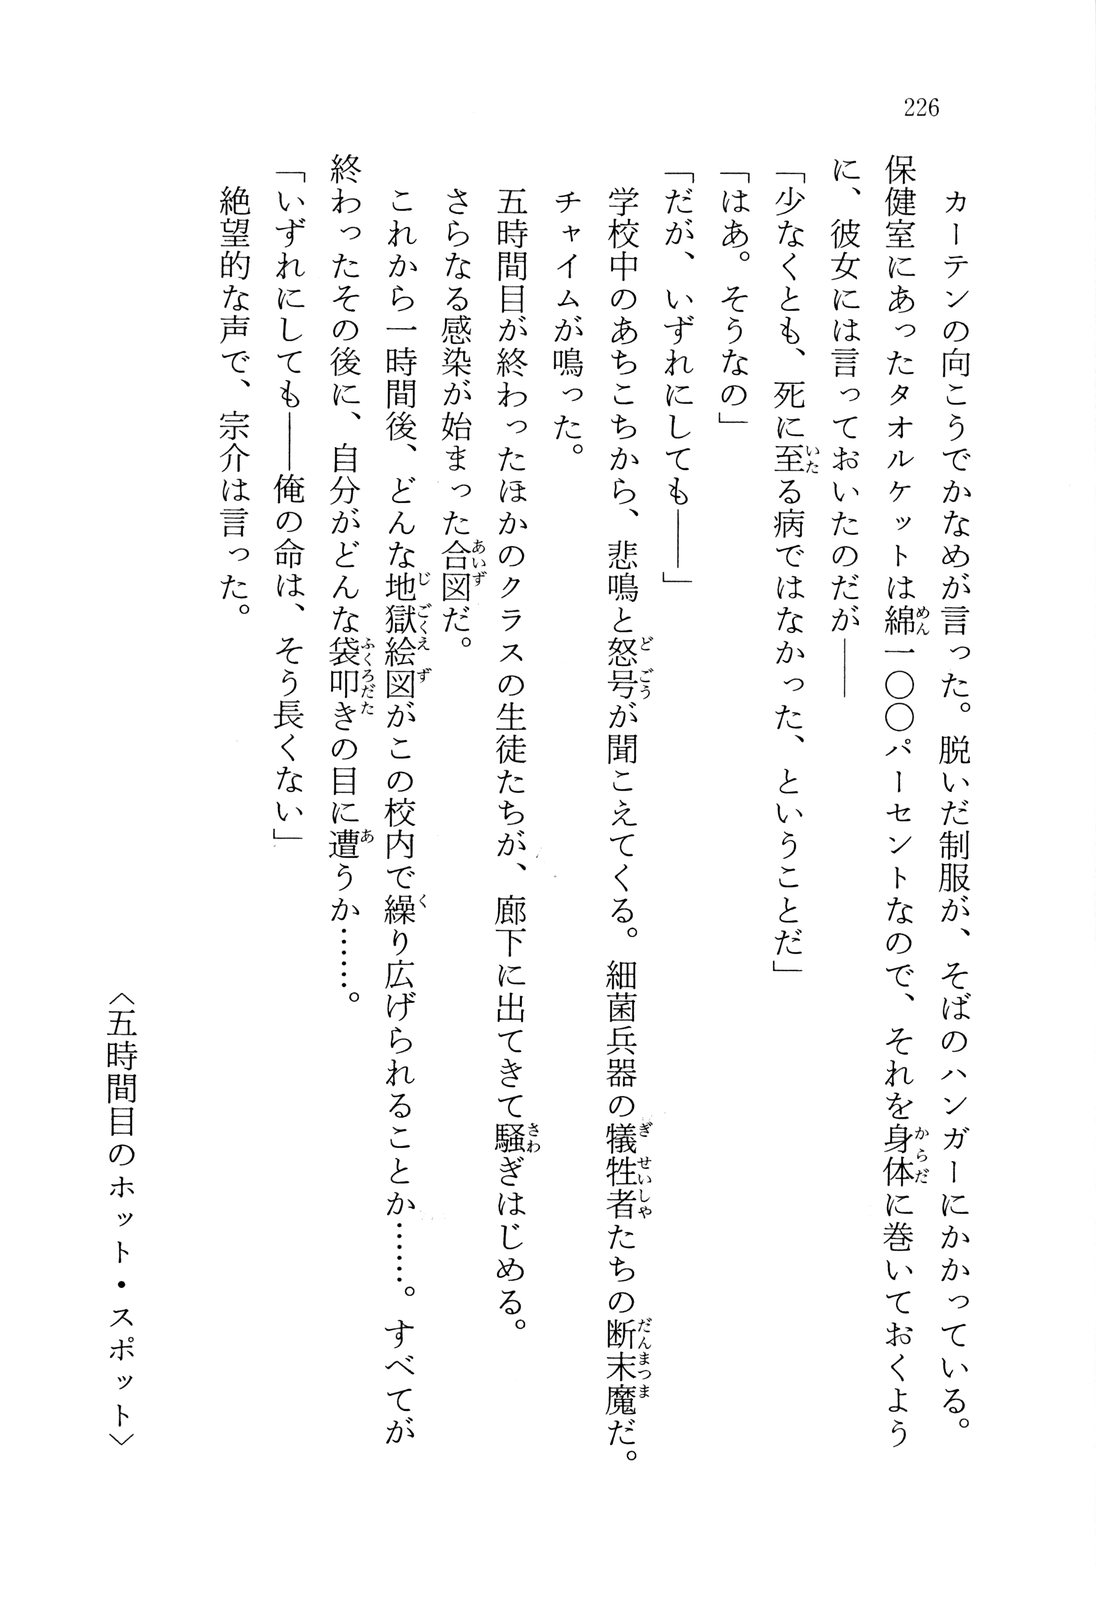 226
　カーテンの向こうでかなめが言った。脱いだ制服が、そばのハンガーにかかっている。
保健室にあったタオルケットは綿一〇〇パーセントなので、それを身体に巻いておくよう
に、彼女には言っておいたのだが――
「少なくとも、死に至る病ではなかった、ということだ」
「はあ。そうなの」
「だが、いずれにしても――」
　学校中のあちこちから、悲鳴と怒号が聞こえてくる。細菌兵器の犠牲者たちの断末魔だ。
　チャイムが鳴った。
　五時間目が終わったほかのクラスの生徒たちが、廊下に出てきて騒ぎはじめる。
　さらなる感染が始まった合図だ。
　これから一時間後、どんな地獄絵図がこの校内で繰り広げられることか……。すべてが
終わったその後に、自分がどんな袋叩きの目に遭うか……。
「いずれにしても――俺の命は、そう長くない」
　絶望的な声で、宗介は言った。
〈五時間目のホット・スポット〉